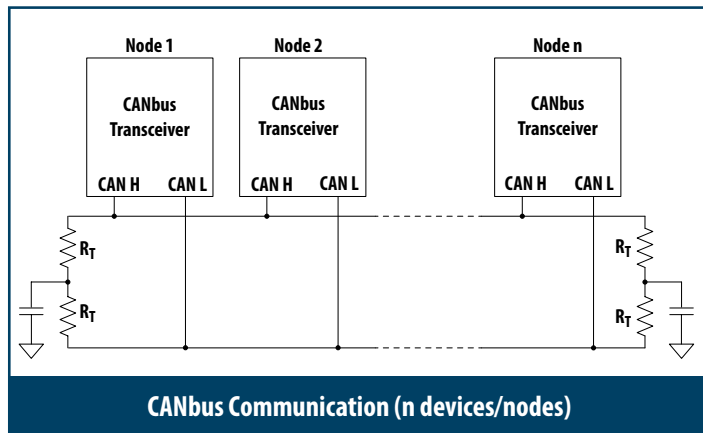 Node 1
Node 2
Node n
CANbus
Transceiver
CANbus
Transceiver
CANbus
Transceiver
CAN H
CAN L
CAN H
CAN L
CAN H
CAN L
RT
RT
RT
RT
CANbus Communication (n devices/nodes)